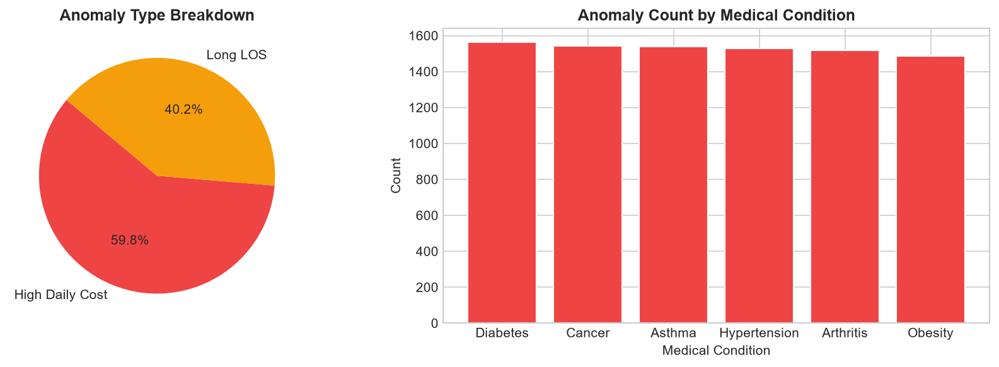 Anomaly Type Breakdown
Long LOS
40.2%
59.8%
High Daily Cost
Anomaly Count by Medical Condition
1600
1400
1200
1000
800
600
400
200
0
Count
Diabetes
Cancer
Asthma
Hypertension
Arthritis
Obesity
Medical Condition